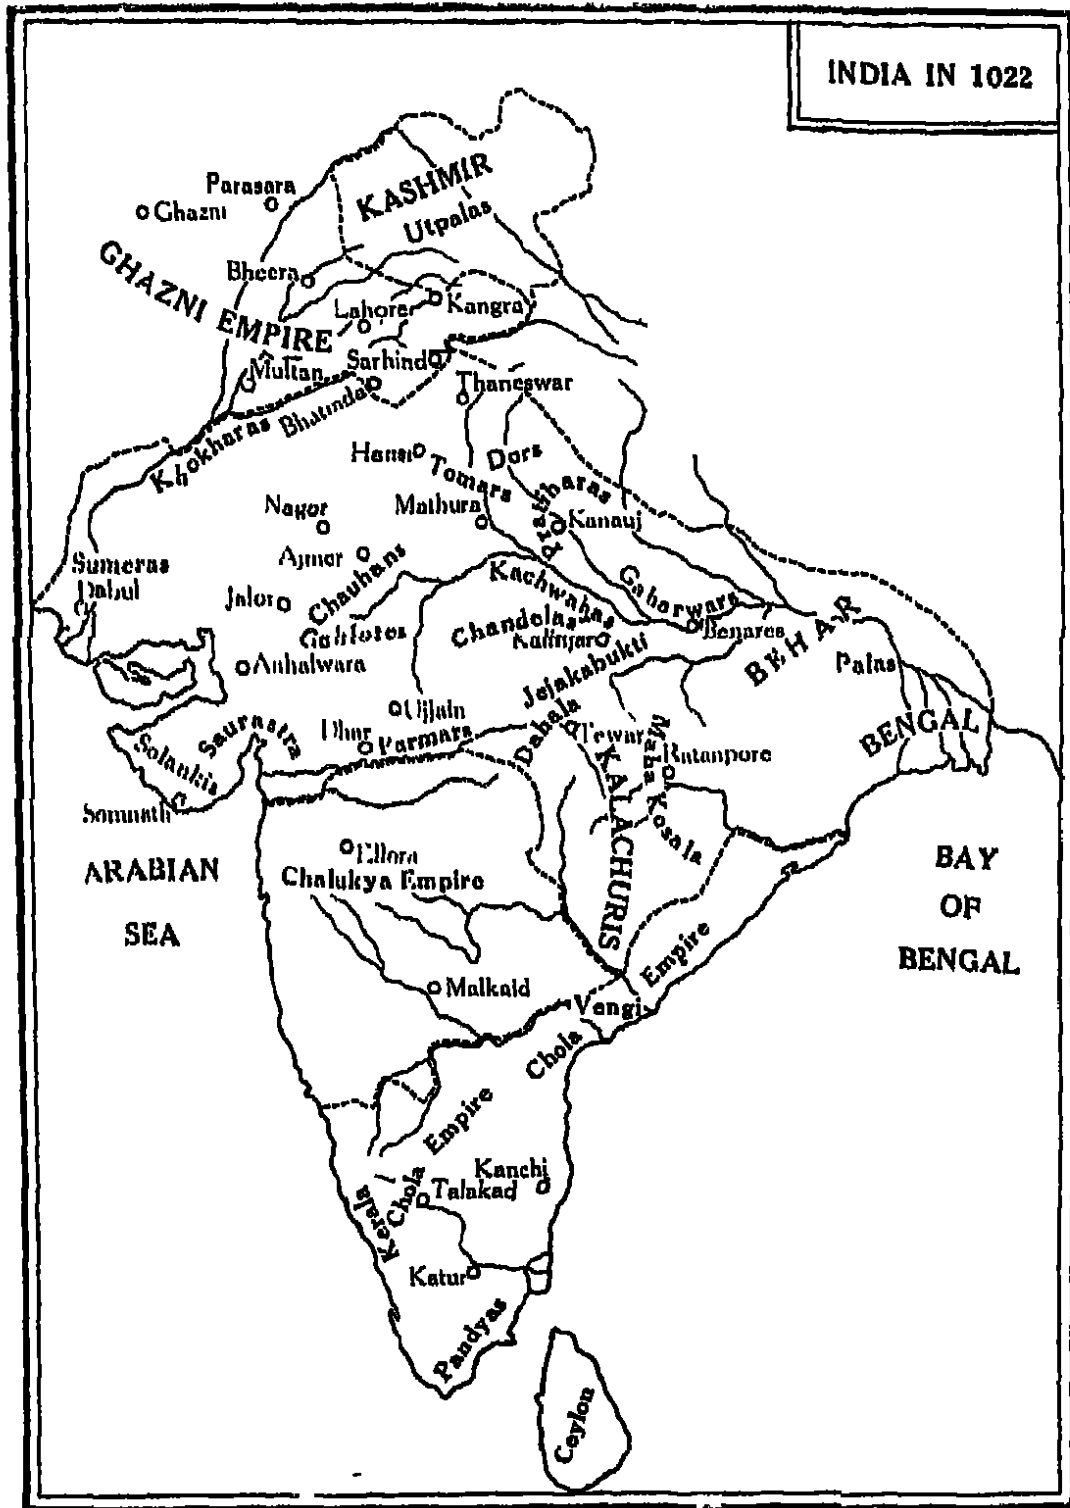 INDIA IN 1022
KASHMIR
Utpalas
Parasara
Ghazni
GHAZNI EMPIRE
Bheera
Lahore
Kangra
Multan
Sarhind
Bhatinda
Thaneswar
Khokharas
Hansi
Tomars
Dors
Nagor
Mathura
Pratiharas
Kanauj
Ajmer
Chauhans
Sumeras
Dabul
Jalor
Kachwahas
Gaharwars
Gahlotes
Chandelas
Kalinjar
Benares
BEHAR
Anhalwara
Jejakabukti
Palas
Ujjain
BENGAL
Saurastra
Dhar
Parmars
Dahala
Tewar
Maha Kosala
Ratanpore
Solankis
Somnath
KALACHURIS
Ellora
Chalukya Empire
ARABIAN
SEA
BAY
OF
BENGAL
Malkaid
Vengi
Chola
Empire
Chola
Empire
Kanchi
Talakad
Kerala
Katur
Pandyas
Ceylon